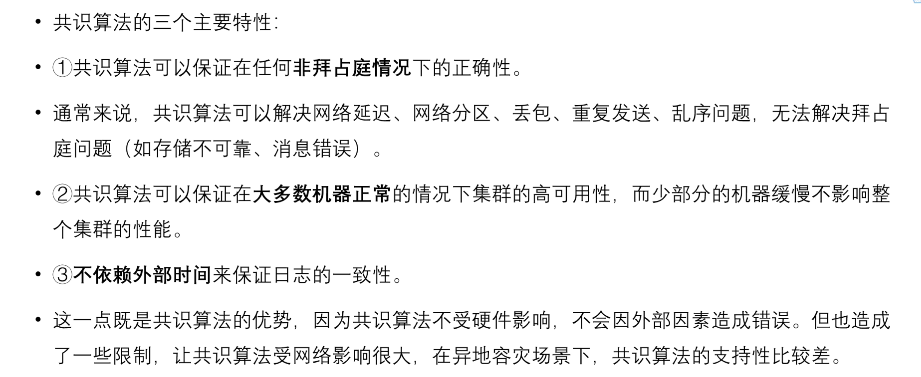 • 共识算法的三个主要特性：
• ①共识算法可以保证在任何非拜占庭情况下的正确性。
• 通常来说，共识算法可以解决网络延迟、网络分区、丢包、重复发送、乱序问题，无法解决拜占
庭问题（如存储不可靠、消息错误）。
• ②共识算法可以保证在大多数机器正常的情况下集群的高可用性，而少部分的机器缓慢不影响整
个集群的性能。
• ③不依赖外部时间来保证日志的一致性。
• 这一点既是共识算法的优势，因为共识算法不受硬件影响，不会因外部因素造成错误。但也造成
了一些限制，让共识算法受网络影响很大，在异地容灾场景下，共识算法的支持性比较差。